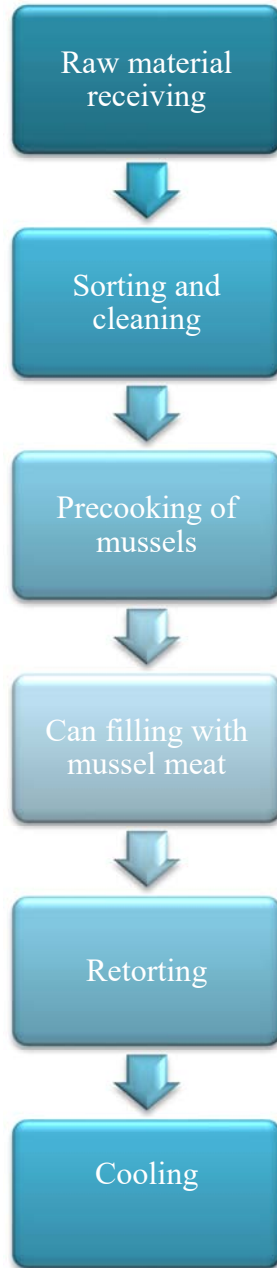 Raw material
receiving
Sorting and
cleaning
Precooking of
mussels
Can filling with
mussel meat
Retorting
Cooling